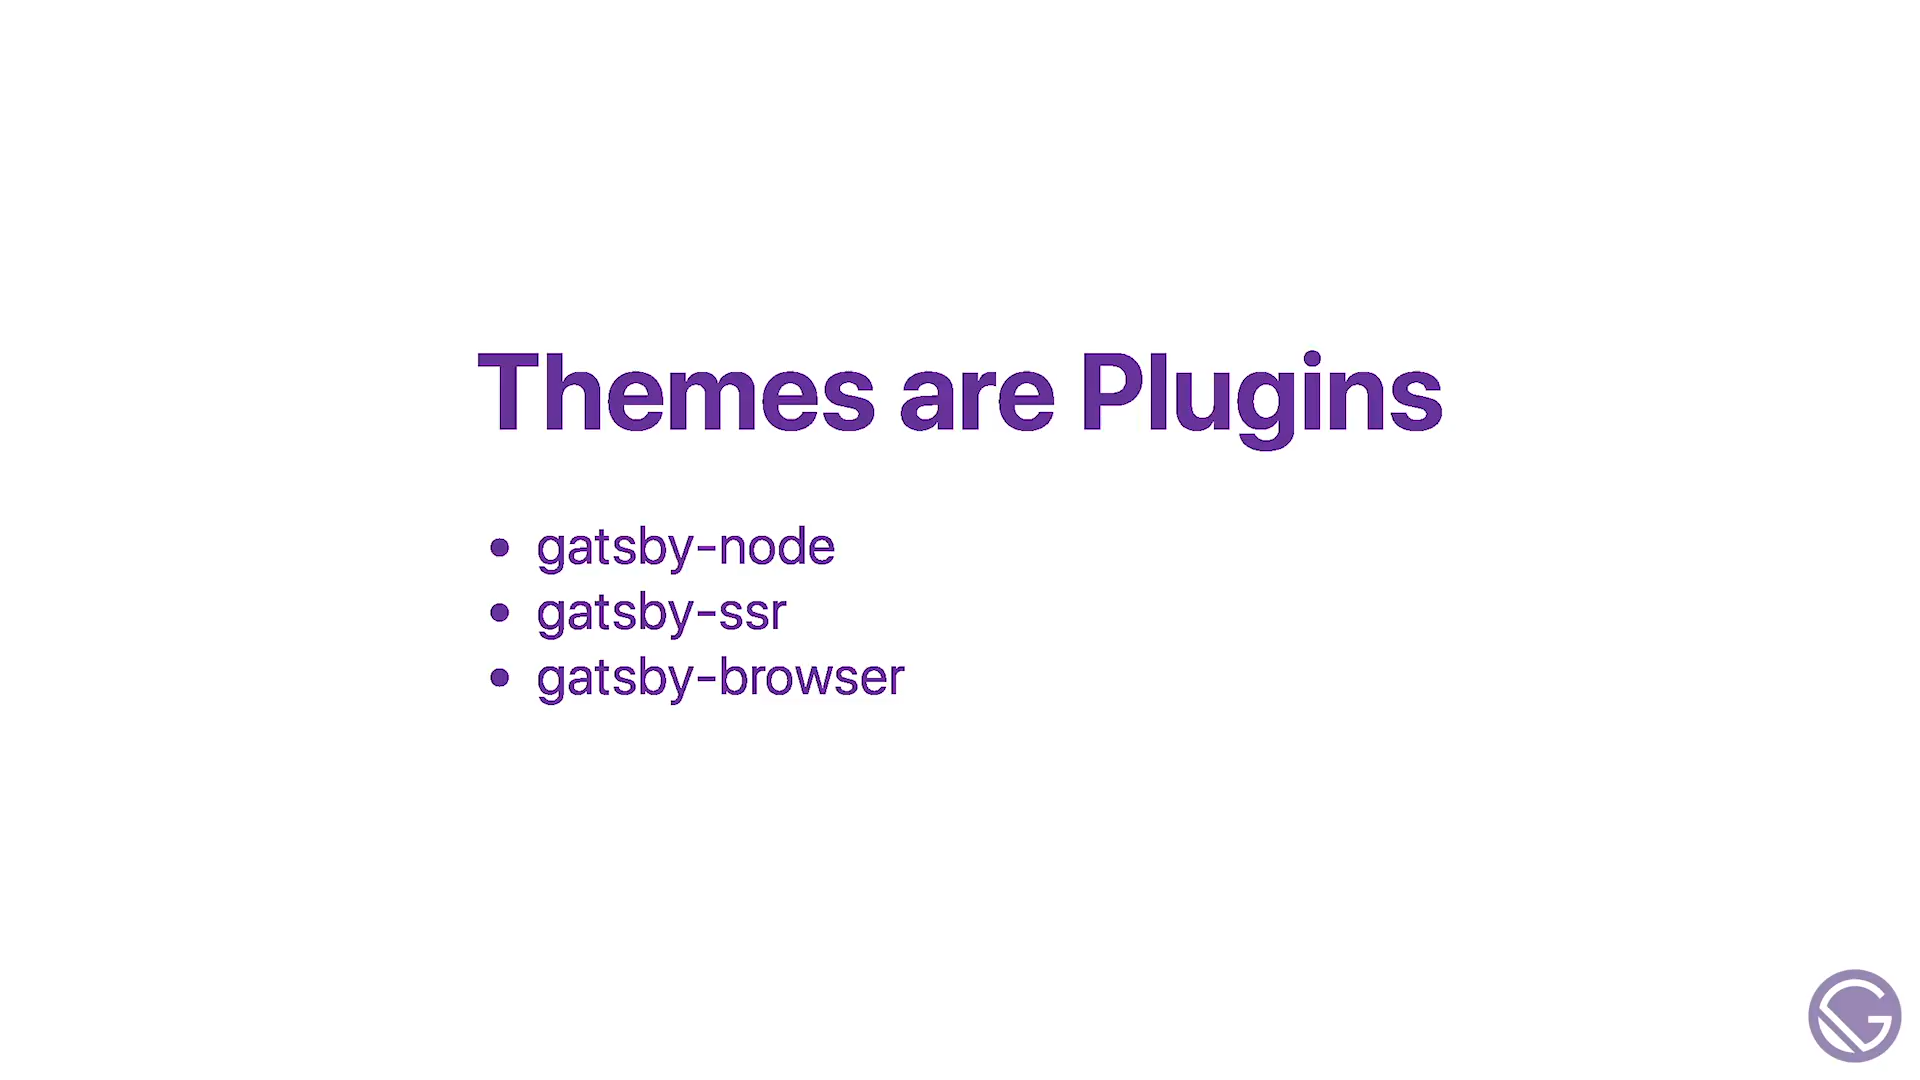 Themes are Plugins
• gatsby-node
• gatsby-ssr
• gatsby-browser